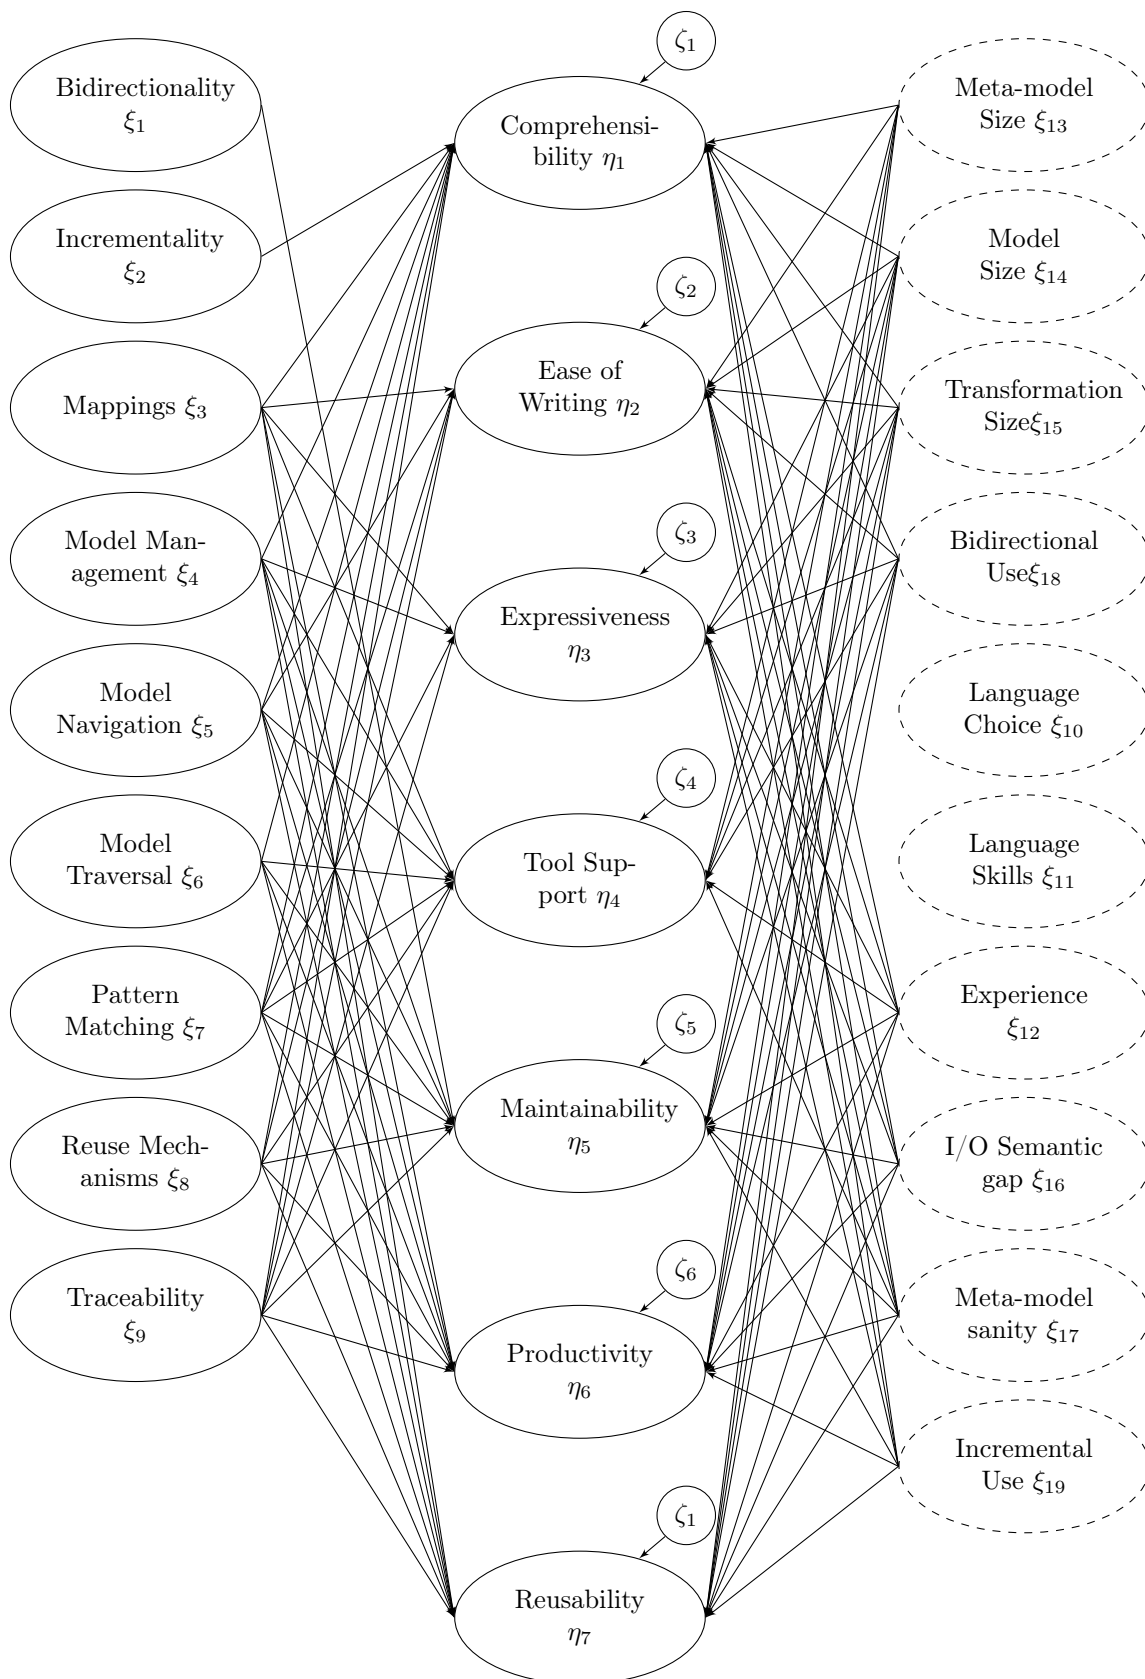 Bidirectionality
ξ1
Incrementality
ξ2
Mappings ξ3
Model Man-
agement ξ4
Model
Navigation ξ5
Model
Traversal ξ6
Pattern
Matching ξ7
Reuse Mech-
anisms ξ8
Traceability
ξ9
ζ1
Comprehensi-
bility η1
ζ2
Ease of
Writing η2
ζ3
Expressiveness
η3
ζ4
Tool Sup-
port η4
ζ5
Maintainability
η5
ζ6
Productivity
η6
ζ1
Reusability
η7
Meta-model
Size ξ13
Model
Size ξ14
Transformation
Sizeξ15
Bidirectional
Useξ18
Language
Choice ξ10
Language
Skills ξ11
Experience
ξ12
I/O Semantic
gap ξ16
Meta-model
sanity ξ17
Incremental
Use ξ19